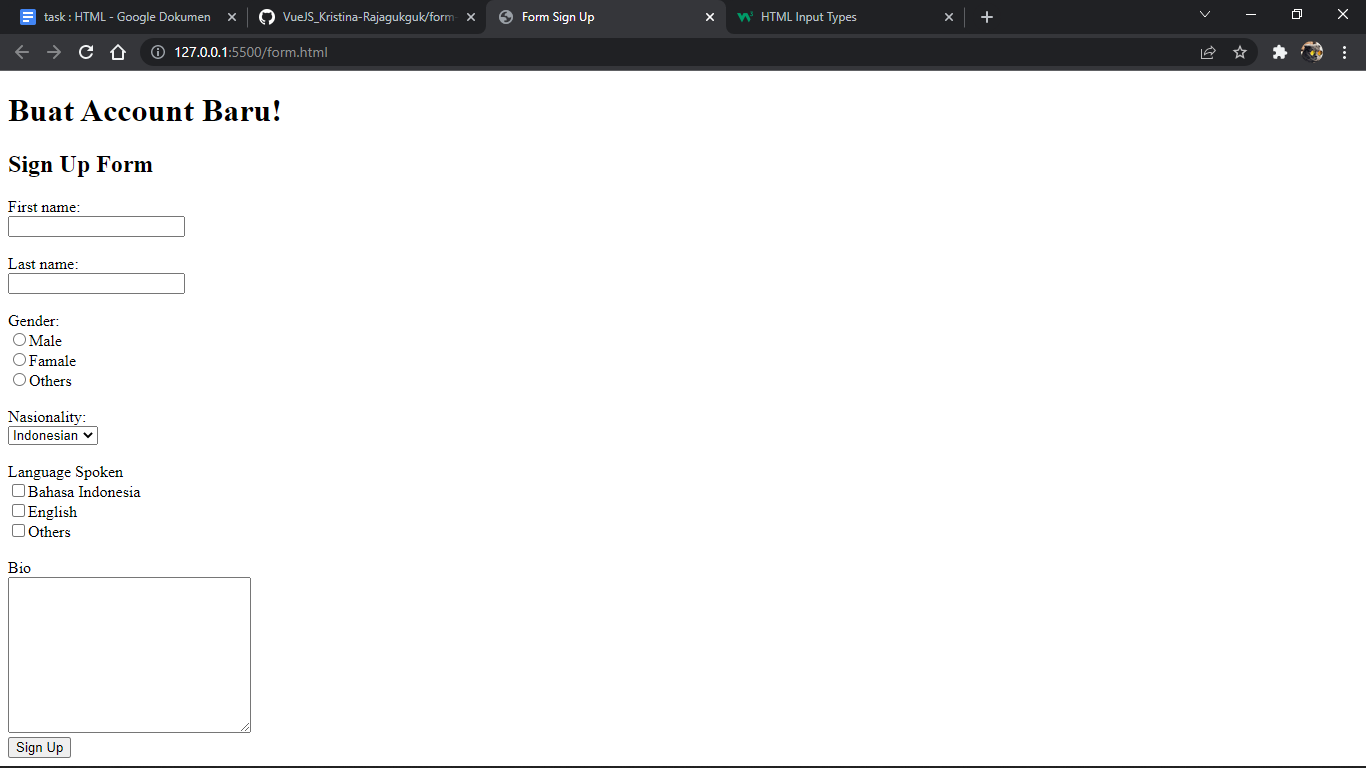 task : HTML - Google Dokumen
VueJS_Kristina-Rajagukguk/form-
Form Sign Up
HTML Input Types
127.0.0.1:5500/form.html
Buat Account Baru!
Sign Up Form
First name:
Last name:
Gender:
Male
Famale
Others
Nasionality:
Indonesian
Language Spoken
Bahasa Indonesia
English
Others
Bio
Sign Up